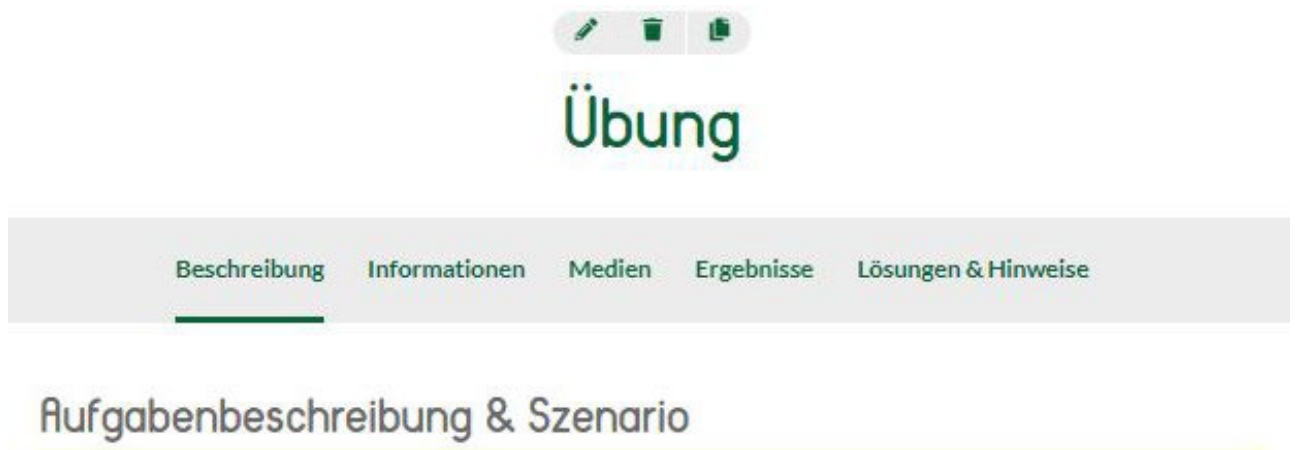 Übung
Beschreibung Informationen Medien Ergebnisse Lösungen & Hinweise
Aufgabenbeschreibung & Szenario